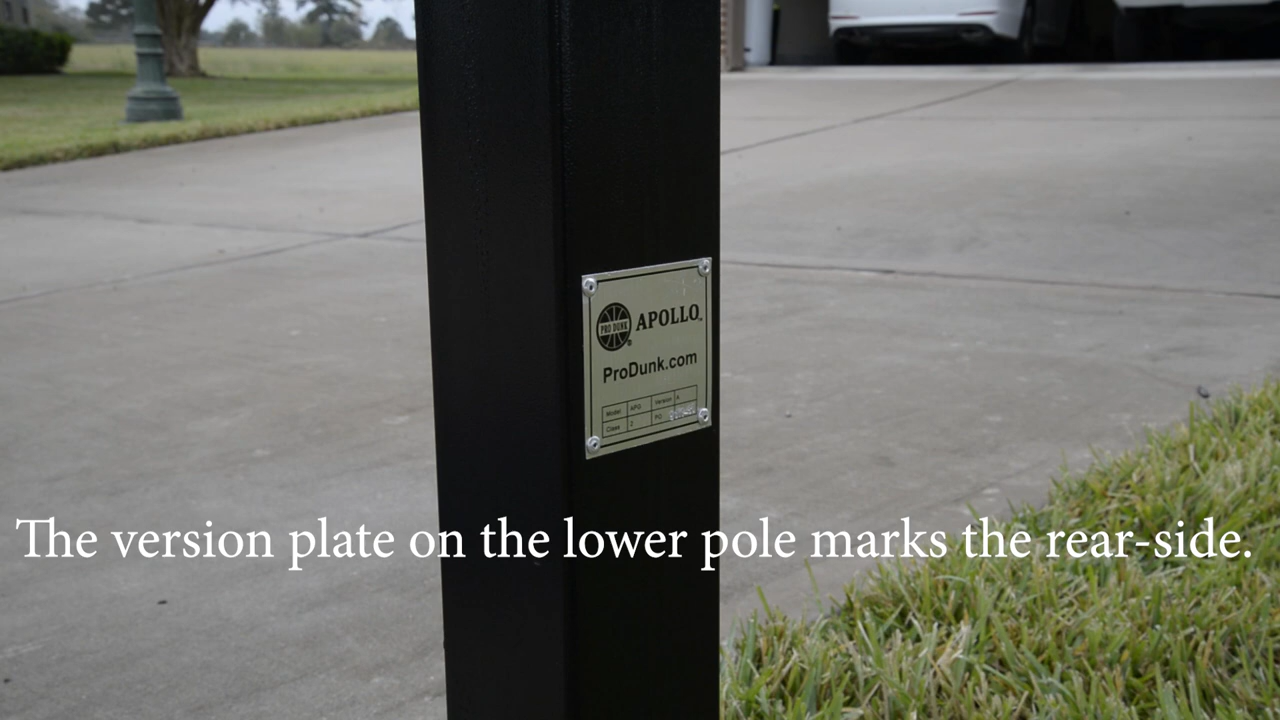 PRO DUNK
APOLLO
ProDunk.com
Model APO Version A
Class 2 PO
The version plate on the lower pole marks the rear-side.